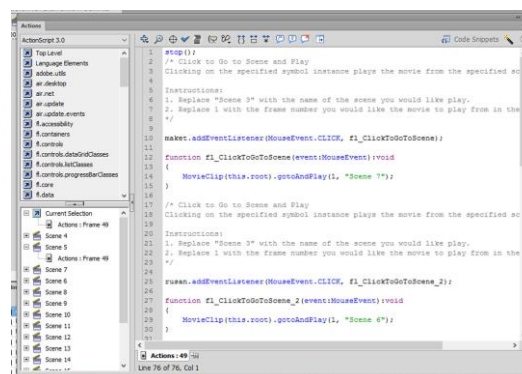 Actions
ActionScript 3.0
Code Snippets
Top Level
Language Elements
adobe.utils
air.desktop
air.net
air.update
air.update.events
fl.accessibility
fl.containers
fl.controls
fl.controls.dataGridClasses
fl.controls.listClasses
fl.controls.progressBarClasses
fl.core
fl.data
Current Selection
Actions : Frame 49
Scene 4
Scene 5
Actions : Frame 49
Scene 7
Scene 6
Scene 8
Scene 9
Scene 10
Scene 11
Scene 12
Scene 13
Scene 14
1 stop();
2 /* Click to Go to Scene and Play
3 Clicking on the specified symbol instance plays the movie from the specified sc
4
5 Instructions:
6 1. Replace "Scene 3" with the name of the scene you would like play.
7 2. Replace 1 with the frame number you would like the movie to play from in the
8 */
9
10 maket.addEventListener(MouseEvent.CLICK, fl_ClickToGoToScene);
11
12 function fl_ClickToGoToScene(event:MouseEvent):void
13 {
14 MovieClip(this.root).gotoAndPlay(1, "Scene 7");
15 }
16
17 /* Click to Go to Scene and Play
18 Clicking on the specified symbol instance plays the movie from the specified sc
19
20 Instructions:
21 1. Replace "Scene 3" with the name of the scene you would like play.
22 2. Replace 1 with the frame number you would like the movie to play from in the
23 */
24
25 rusan.addEventListener(MouseEvent.CLICK, fl_ClickToGoToScene_2);
26
27 function fl_ClickToGoToScene_2(event:MouseEvent):void
28 {
29 MovieClip(this.root).gotoAndPlay(1, "Scene 6");
30 }
31
Actions : 49
Line 76 of 76, Col 1